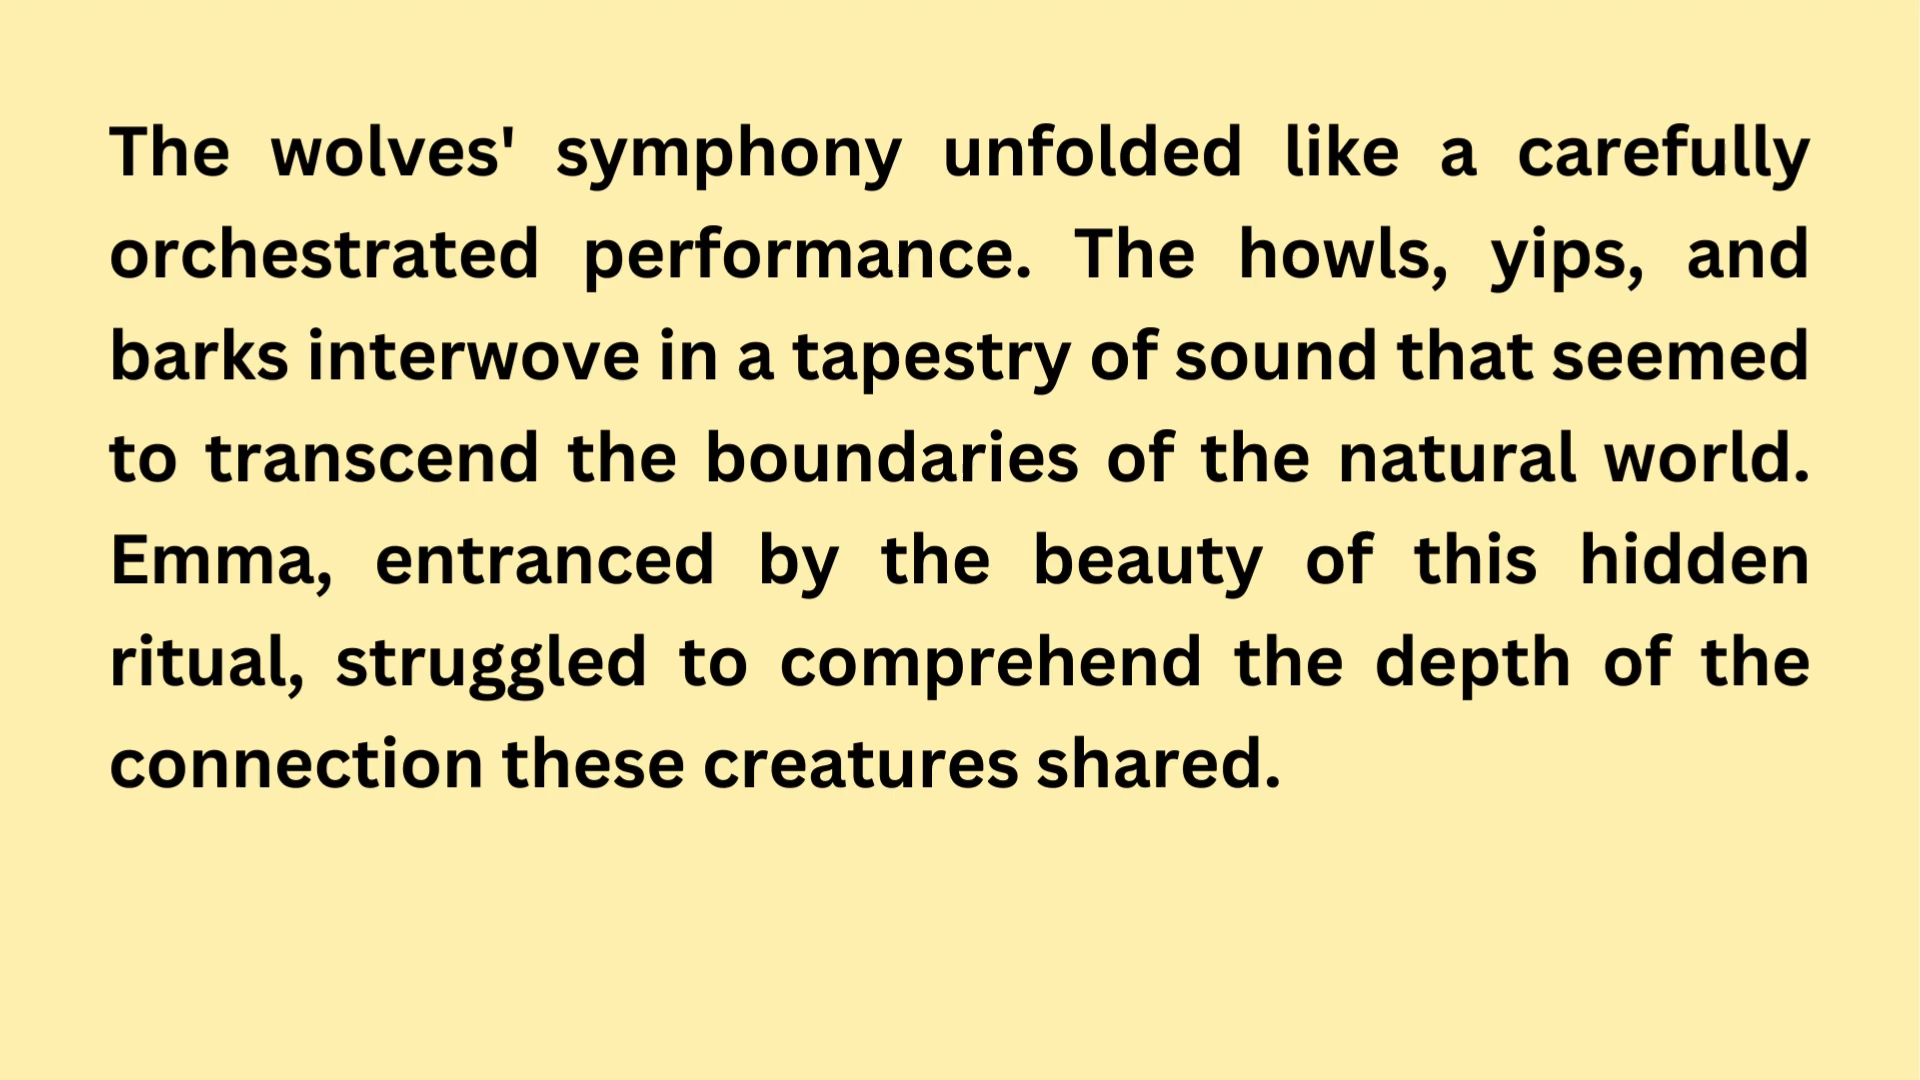 The wolves' symphony unfolded like a carefully
orchestrated performance. The howls, yips, and
barks interwove in a tapestry of sound that seemed
to transcend the boundaries of the natural world.
Emma, entranced by the beauty of this hidden
ritual, struggled to comprehend the depth of the
connection these creatures shared.